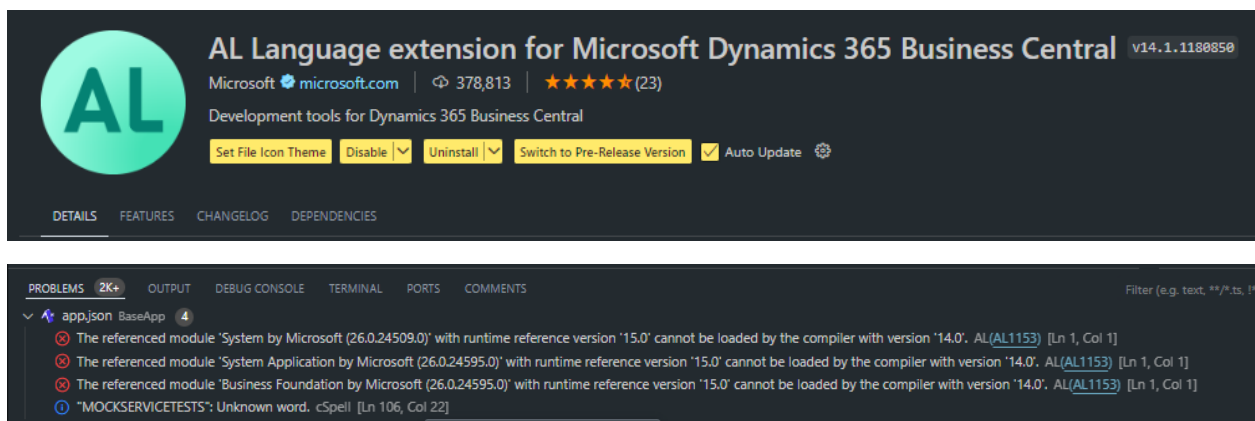 AL
AL Language extension for Microsoft Dynamics 365 Business Central v14.1.1180850
Microsoft microsoft.com 378,813 (23)
Development tools for Dynamics 365 Business Central
Set File Icon Theme Disable Uninstall Switch to Pre-Release Version Auto Update
DETAILS FEATURES CHANGELOG DEPENDENCIES
PROBLEMS 2K+ OUTPUT DEBUG CONSOLE TERMINAL PORTS COMMENTS Filter (e.g. text, **/*.ts, !*
app.json BaseApp 4
The referenced module 'System by Microsoft (26.0.24509.0)' with runtime reference version '15.0' cannot be loaded by the compiler with version '14.0'. AL(AL1153) [Ln 1, Col 1]
The referenced module 'System Application by Microsoft (26.0.24595.0)' with runtime reference version '15.0' cannot be loaded by the compiler with version '14.0'. AL(AL1153) [Ln 1, Col 1]
The referenced module 'Business Foundation by Microsoft (26.0.24595.0)' with runtime reference version '15.0' cannot be loaded by the compiler with version '14.0'. AL(AL1153) [Ln 1, Col 1]
"MOCKSERVICETESTS": Unknown word. cSpell [Ln 106, Col 22]